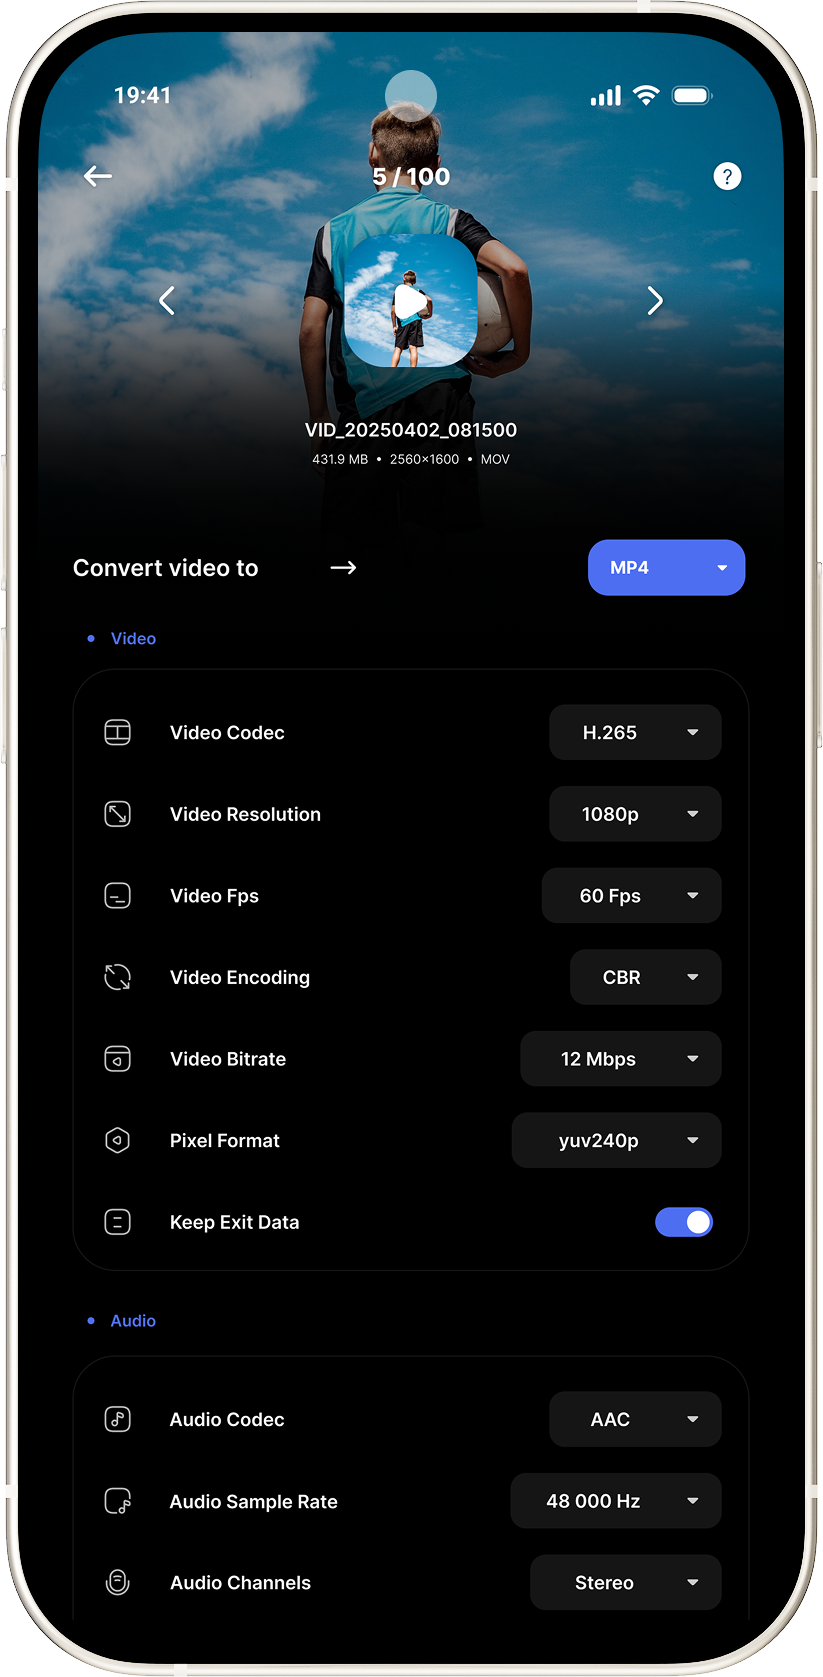 19:41
5 / 100
?
VID_20250402_081500
431.9 MB • 2560×1600 • MOV
Convert video to → MP4
• Video
Video Codec H.265
Video Resolution 1080p
Video Fps 60 Fps
Video Encoding CBR
Video Bitrate 12 Mbps
Pixel Format yuv240p
Keep Exit Data
• Audio
Audio Codec AAC
Audio Sample Rate 48 000 Hz
Audio Channels Stereo